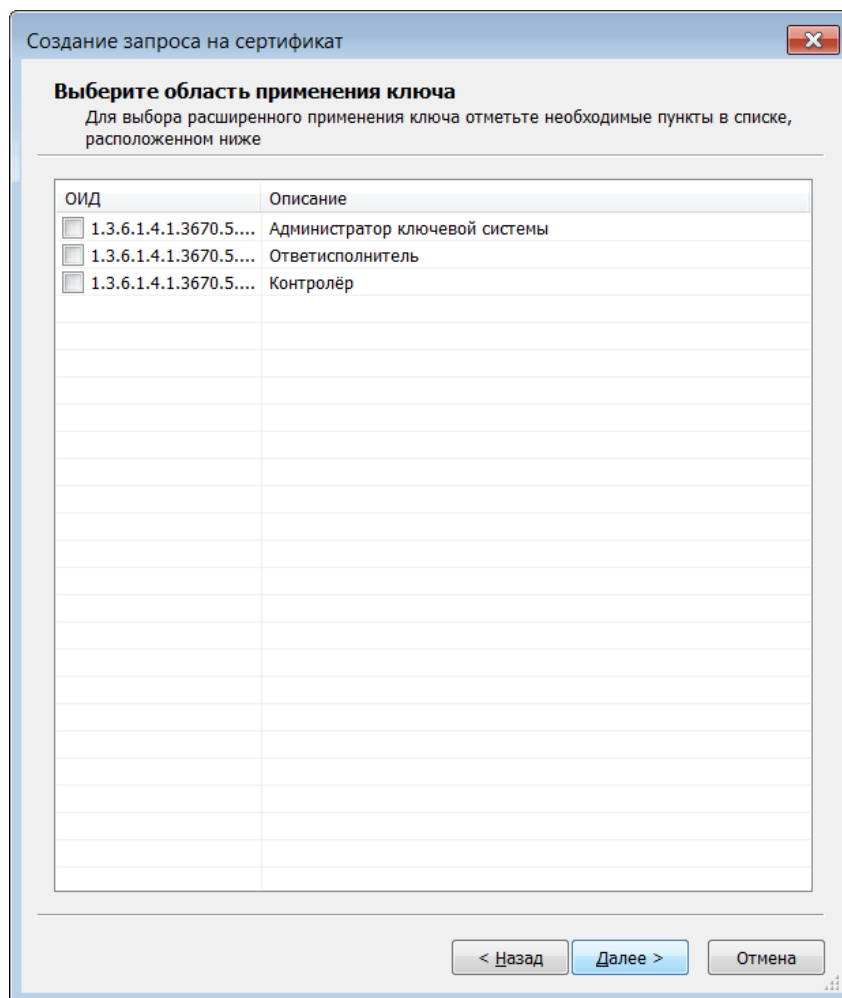 Создание запроса на сертификат
Выберите область применения ключа
Для выбора расширенного применения ключа отметьте необходимые пункты в списке,
расположенном ниже
ОИД Описание
1.3.6.1.4.1.3670.5.... Администратор ключевой системы
1.3.6.1.4.1.3670.5.... Ответисполнитель
1.3.6.1.4.1.3670.5.... Контролёр
< Назад Далее > Отмена